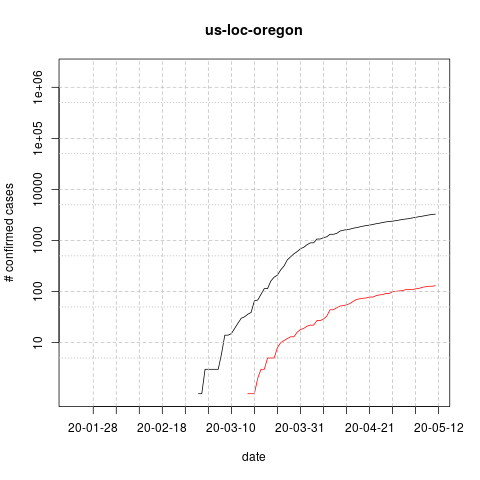 us-loc-oregon
# confirmed cases
1e+06
1e+05
10000
1000
100
10
20-01-28
20-02-18
20-03-10
20-03-31
20-04-21
20-05-12
date